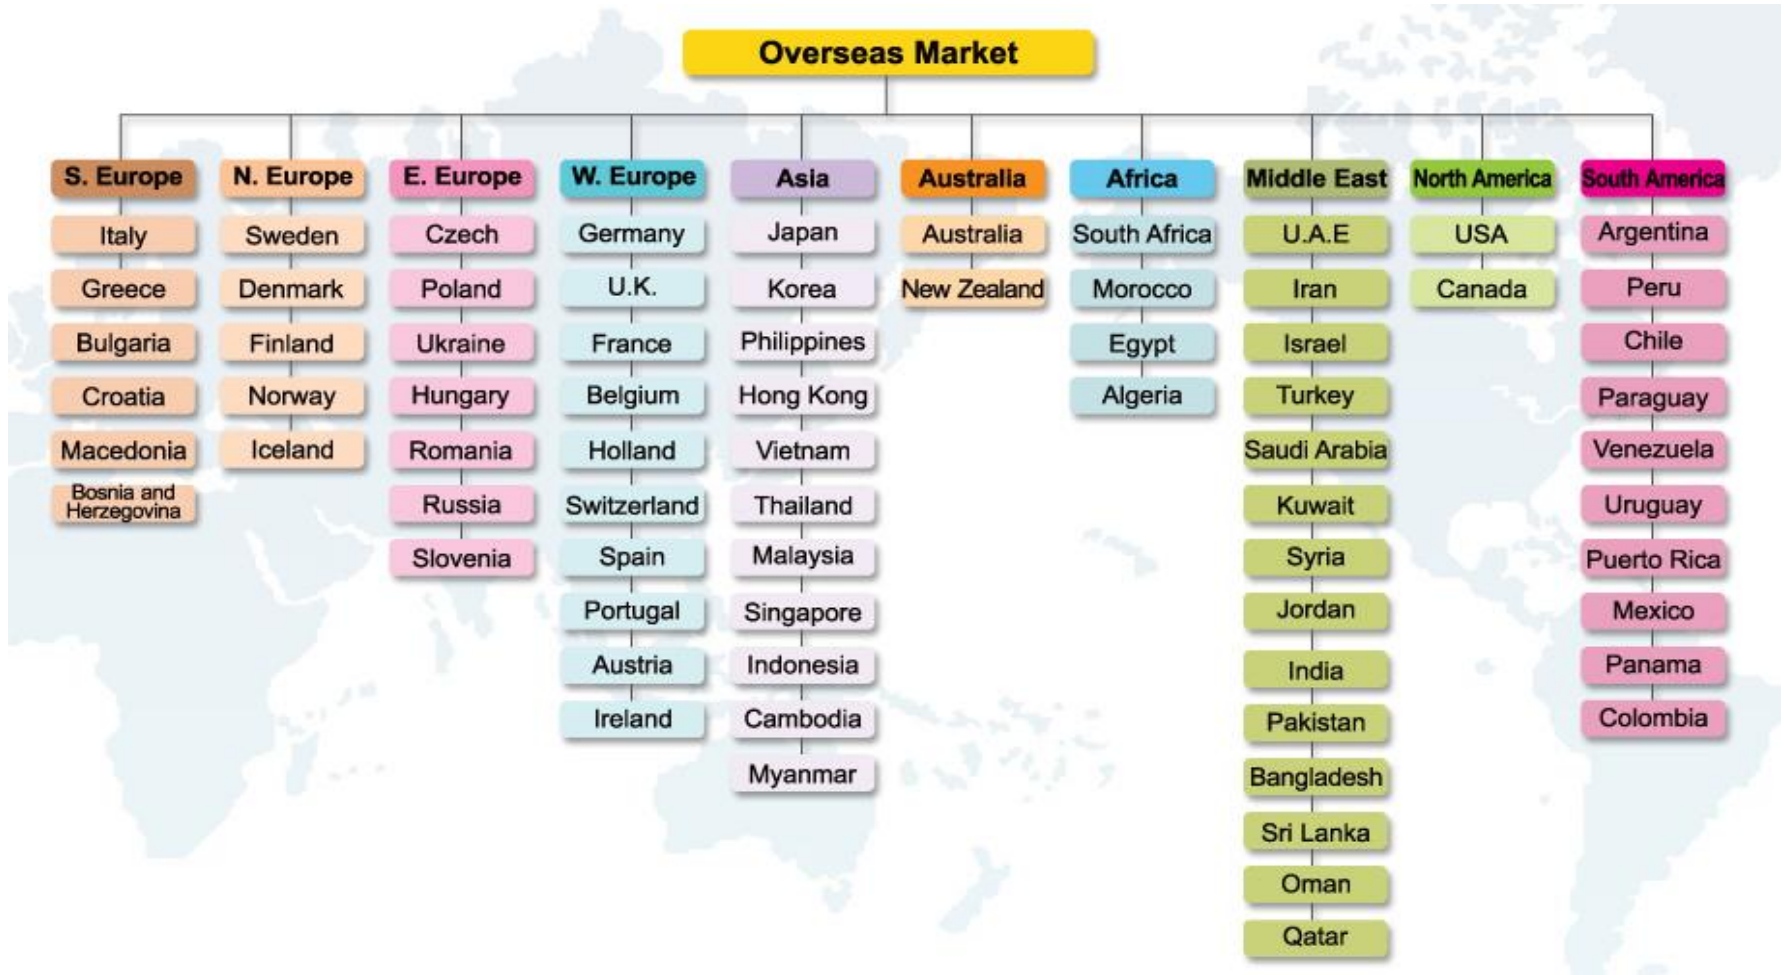 Overseas Market
S. Europe
Italy
Greece
Bulgaria
Croatia
Macedonia
Bosnia and
Herzegovina
N. Europe
Sweden
Denmark
Finland
Norway
Iceland
E. Europe
Czech
Poland
Ukraine
Hungary
Romania
Russia
Slovenia
W. Europe
Germany
U.K.
France
Belgium
Holland
Switzerland
Spain
Portugal
Austria
Ireland
Asia
Japan
Korea
Philippines
Hong Kong
Vietnam
Thailand
Malaysia
Singapore
Indonesia
Cambodia
Myanmar
Australia
Australia
New Zealand
Africa
South Africa
Morocco
Egypt
Algeria
Middle East
U.A.E
Iran
Israel
Turkey
Saudi Arabia
Kuwait
Syria
Jordan
India
Pakistan
Bangladesh
Sri Lanka
Oman
Qatar
North America
USA
Canada
South America
Argentina
Peru
Chile
Paraguay
Venezuela
Uruguay
Puerto Rica
Mexico
Panama
Colombia